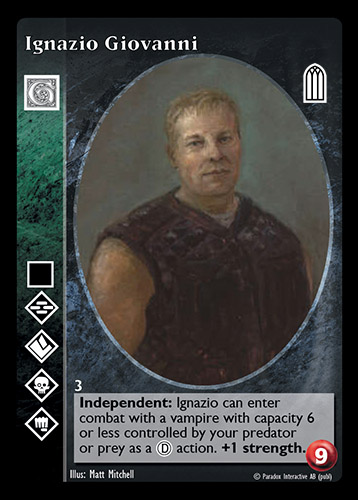 Ignazio Giovanni
G
3
Independent: Ignazio can enter
combat with a vampire with capacity 6
or less controlled by your predator
or prey as a D action. +1 strength.
9
Illus: Matt Mitchell
© Paradox Interactive AB (publ)